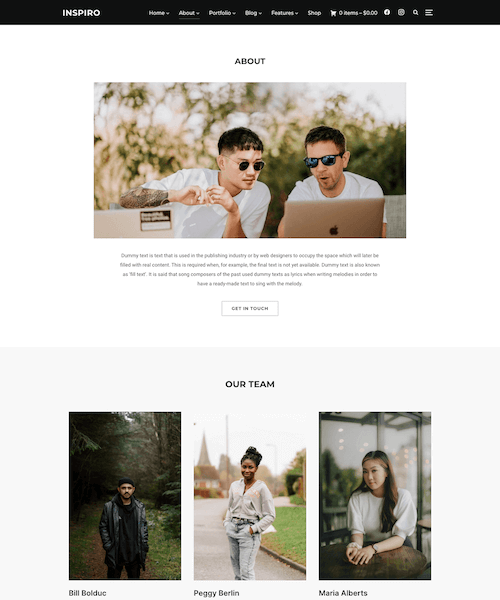 INSPIRO
Home About Portfolio Blog Features Shop 0 items – $0.00
ABOUT
Dummy text is text that is used in the publishing industry or by web designers to occupy the space which will later be
filled with real content. This is required when, for example, the final text is not yet available. Dummy text is also known
as 'fill text'. It is said that song composers of the past used dummy texts as lyrics when writing melodies in order to
have a ready-made text to sing with the melody.
GET IN TOUCH
OUR TEAM
Bill Bolduc Peggy Berlin Maria Alberts